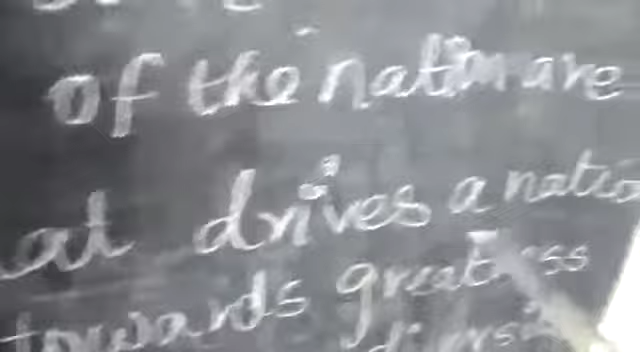 of the nation are
at drives a natio
towards greatness